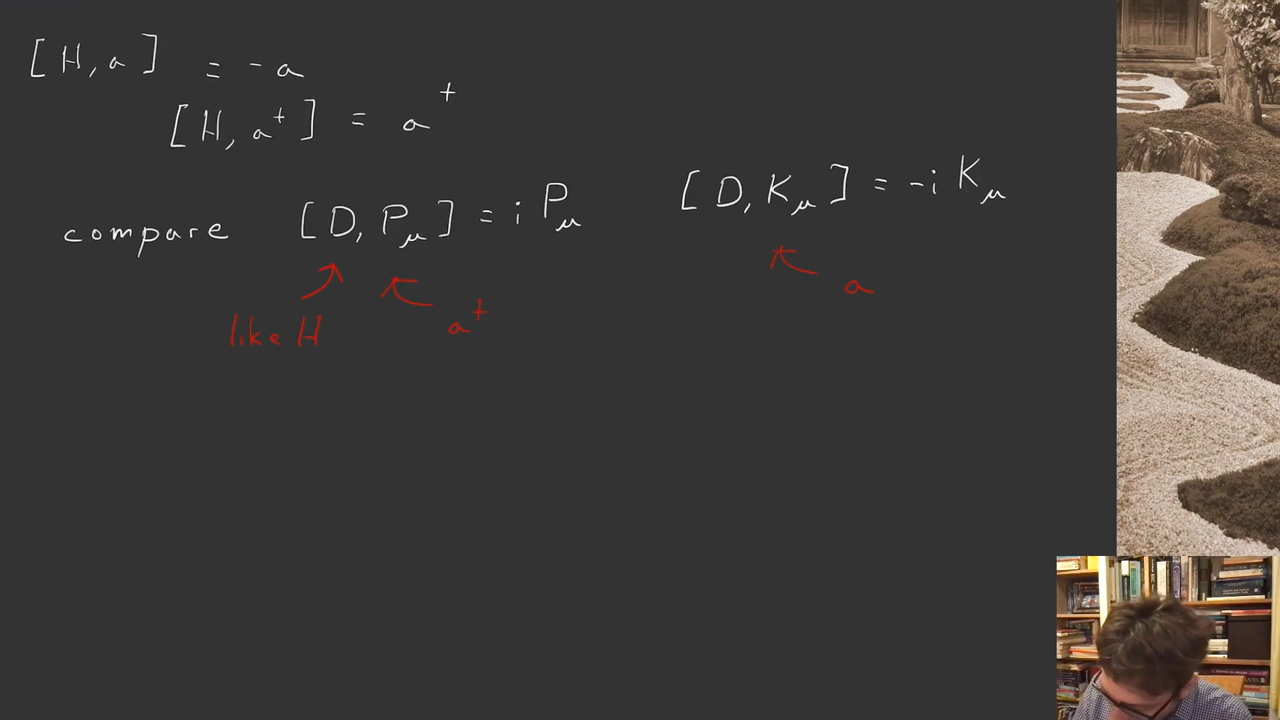 [H, a] = -a
[H, a†] = a†
compare [D, P_μ] = i P_μ [D, K_μ] = -i K_μ
like H a† a